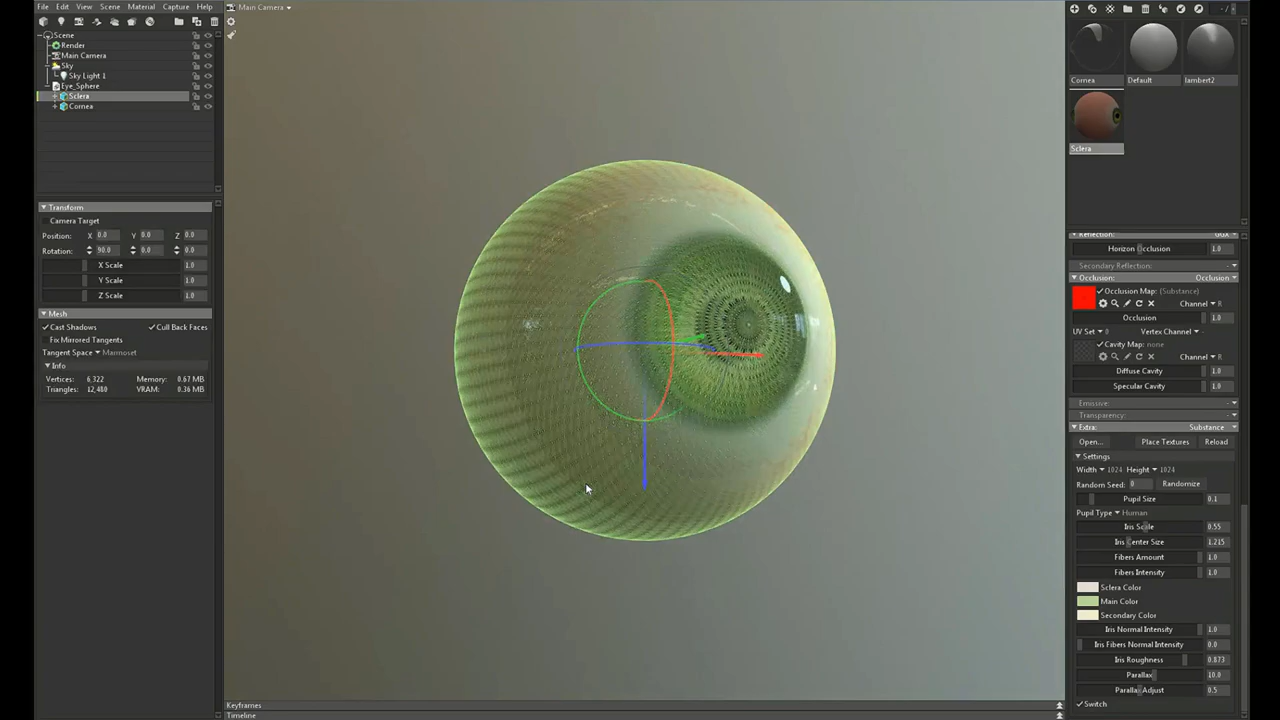 File Edit View Scene Material Capture Help
Main Camera
Scene
Render
Main Camera
Sky
Sky Light 1
Eye_Sphere
Sclera
Cornea
Transform
Camera Target
Position: X 0.0 Y 0.0 Z 0.0
Rotation: 90.0 0.0 0.0
X Scale 1.0
Y Scale 1.0
Z Scale 1.0
Mesh
Cast Shadows Cull Back Faces
Fix Mirrored Tangents
Tangent Space Marmoset
Info
Vertices: 6,322 Memory: 0.67 MB
Triangles: 12,480 VRAM: 0.36 MB
Keyframes
Timeline
Cornea Default lambert2
Sclera
Reflection: GGX
Horizon Occlusion 1.0
Secondary Reflection:
Occlusion: Occlusion
Occlusion Map: (Substance)
Channel R
Occlusion 1.0
UV Set 0 Vertex Channel -
Cavity Map: none
Channel R
Diffuse Cavity 1.0
Specular Cavity 1.0
Emissive:
Transparency:
Extra: Substance
Open... Place Textures Reload
Settings
Width 1024 Height 1024
Random Seed: 0 Randomize
Pupil Size 0.1
Pupil Type Human
Iris Scale 0.55
Iris Center Size 1.215
Fibers Amount 1.0
Fibers Intensity 1.0
Sclera Color
Main Color
Secondary Color
Iris Normal Intensity 1.0
Iris Fibers Normal Intensity 0.0
Iris Roughness 0.873
Parallax 10.0
Parallax Adjust 0.5
Switch